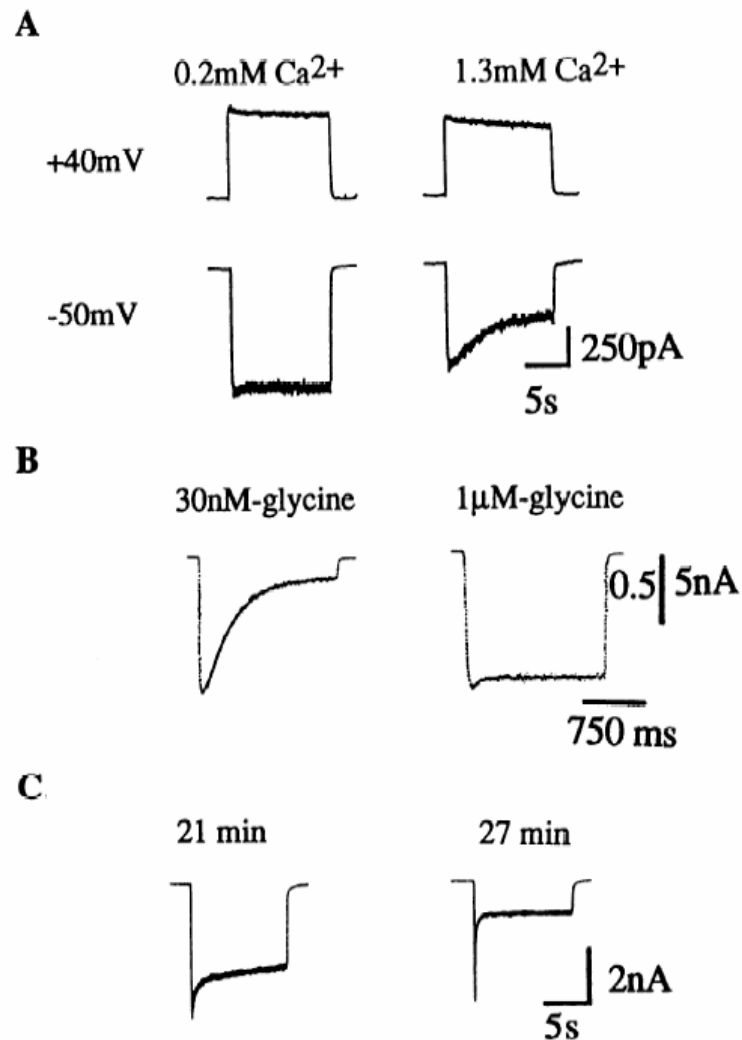 A
0.2mM Ca2+ 1.3mM Ca2+
+40mV
-50mV
250pA
5s
B
30nM-glycine 1μM-glycine
0.5 5nA
750 ms
C
21 min 27 min
2nA
5s